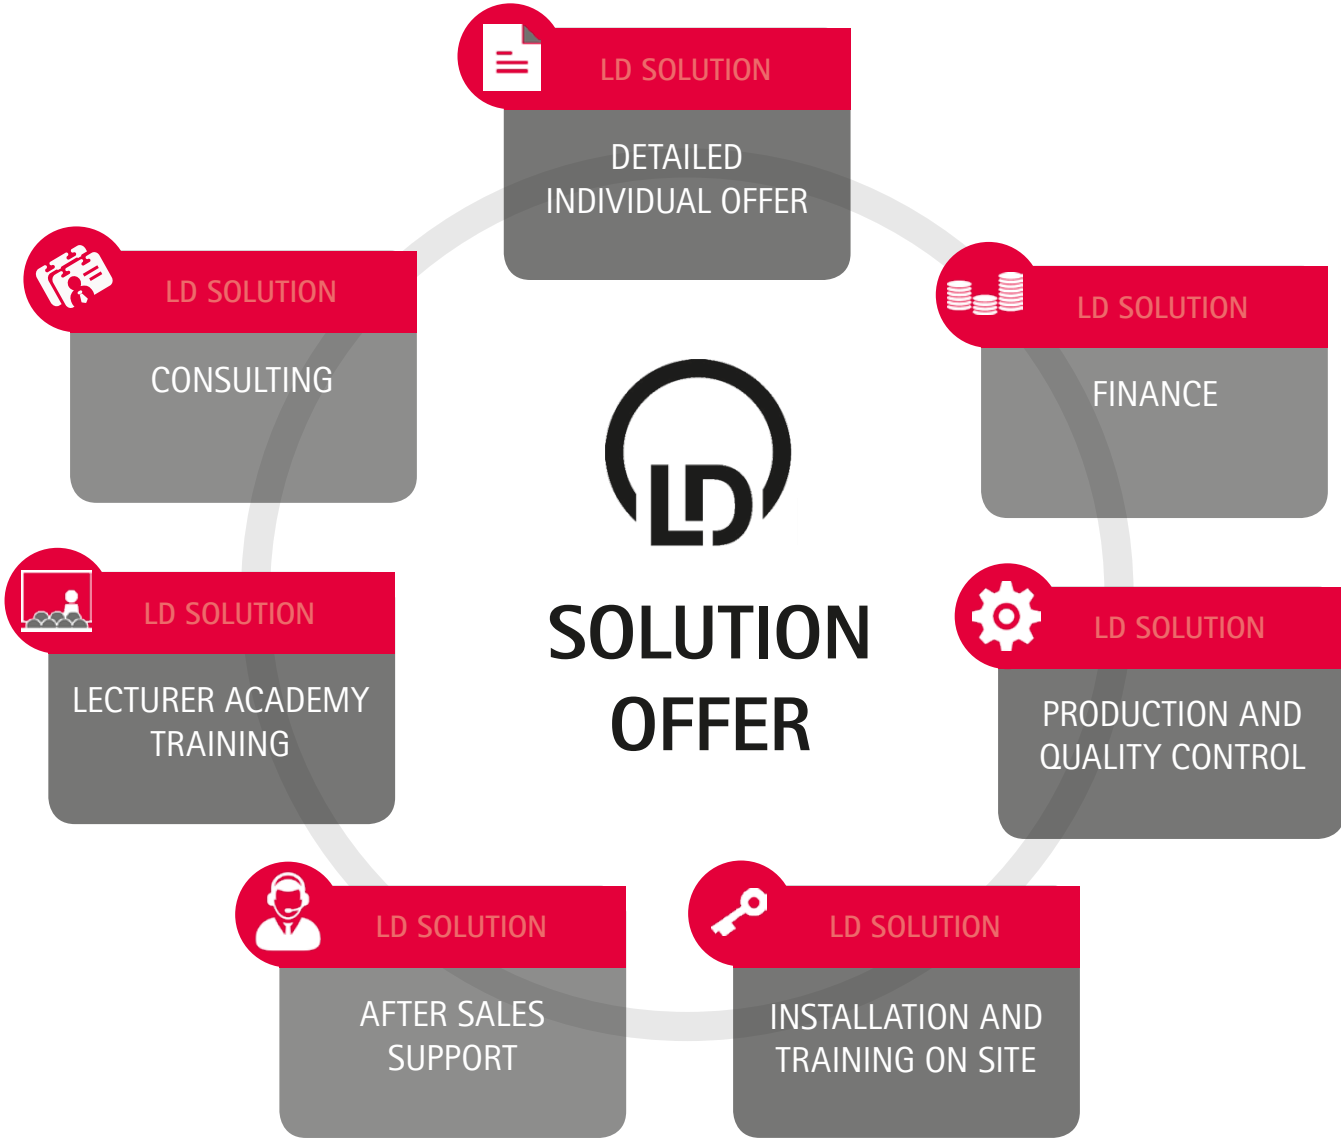 LD SOLUTION
DETAILED
INDIVIDUAL OFFER
LD SOLUTION
CONSULTING
LD SOLUTION
FINANCE
LD
SOLUTION
OFFER
LD SOLUTION
LECTURER ACADEMY
TRAINING
LD SOLUTION
PRODUCTION AND
QUALITY CONTROL
LD SOLUTION
AFTER SALES
SUPPORT
LD SOLUTION
INSTALLATION AND
TRAINING ON SITE